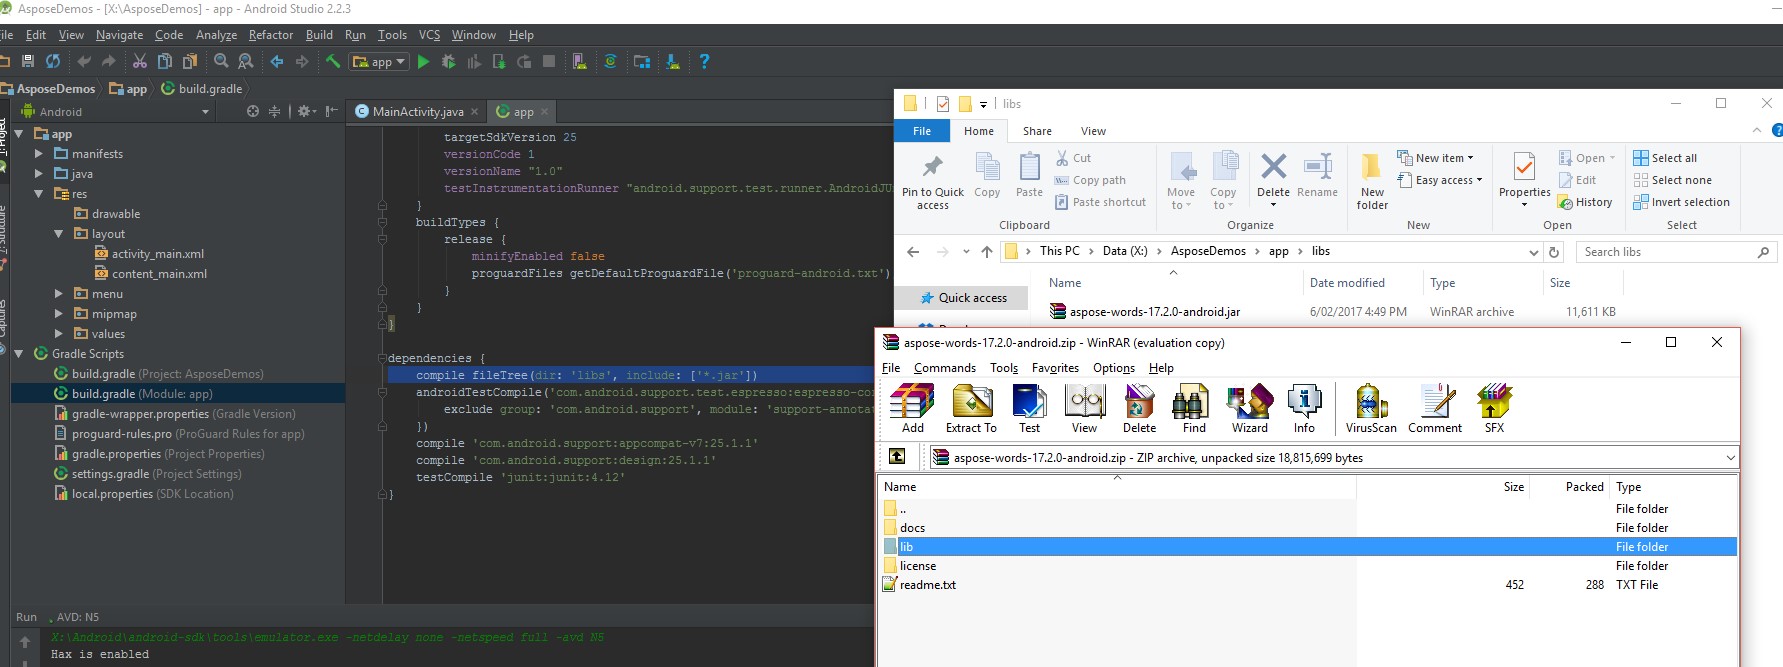 AsposeDemos - [X:\AsposeDemos] - app - Android Studio 2.2.3
ile Edit View Navigate Code Analyze Refactor Build Run Tools VCS Window Help
app
AsposeDemos app build.gradle
Android
MainActivity.java app
app
manifests
java
res
drawable
layout
activity_main.xml
content_main.xml
menu
mipmap
values
Gradle Scripts
build.gradle (Project: AsposeDemos)
build.gradle (Module: app)
gradle-wrapper.properties (Gradle Version)
proguard-rules.pro (ProGuard Rules for app)
gradle.properties (Project Properties)
settings.gradle (Project Settings)
local.properties (SDK Location)
1: Project
7: Structure
Captures
targetSdkVersion 25
versionCode 1
versionName "1.0"
testInstrumentationRunner "android.support.test.runner.AndroidJU
}
buildTypes {
release {
minifyEnabled false
proguardFiles getDefaultProguardFile('proguard-android.txt')
}
}
}
dependencies {
compile fileTree(dir: 'libs', include: ['*.jar'])
androidTestCompile('com.android.support.test.espresso:espresso-co
exclude group: 'com.android.support', module: 'support-annota
})
compile 'com.android.support:appcompat-v7:25.1.1'
compile 'com.android.support:design:25.1.1'
testCompile 'junit:junit:4.12'
}
Run AVD: N5
X:\Android\android-sdk\tools\emulator.exe -netdelay none -netspeed full -avd N5
Hax is enabled
libs
File Home Share View
Pin to Quick access
Copy
Paste
Cut
Copy path
Paste shortcut
Clipboard
Move to
Copy to
Delete
Rename
Organize
New folder
New item
Easy access
New
Properties
Open
Edit
History
Open
Select all
Select none
Invert selection
Select
This PC Data (X:) AsposeDemos app libs
Search libs
Quick access
Name Date modified Type Size
aspose-words-17.2.0-android.jar 6/02/2017 4:49 PM WinRAR archive 11,611 KB
aspose-words-17.2.0-android.zip - WinRAR (evaluation copy)
File Commands Tools Favorites Options Help
Add Extract To Test View Delete Find Wizard Info VirusScan Comment SFX
aspose-words-17.2.0-android.zip - ZIP archive, unpacked size 18,815,699 bytes
Name Size Packed Type
.. File folder
docs File folder
lib File folder
license File folder
readme.txt 452 288 TXT File